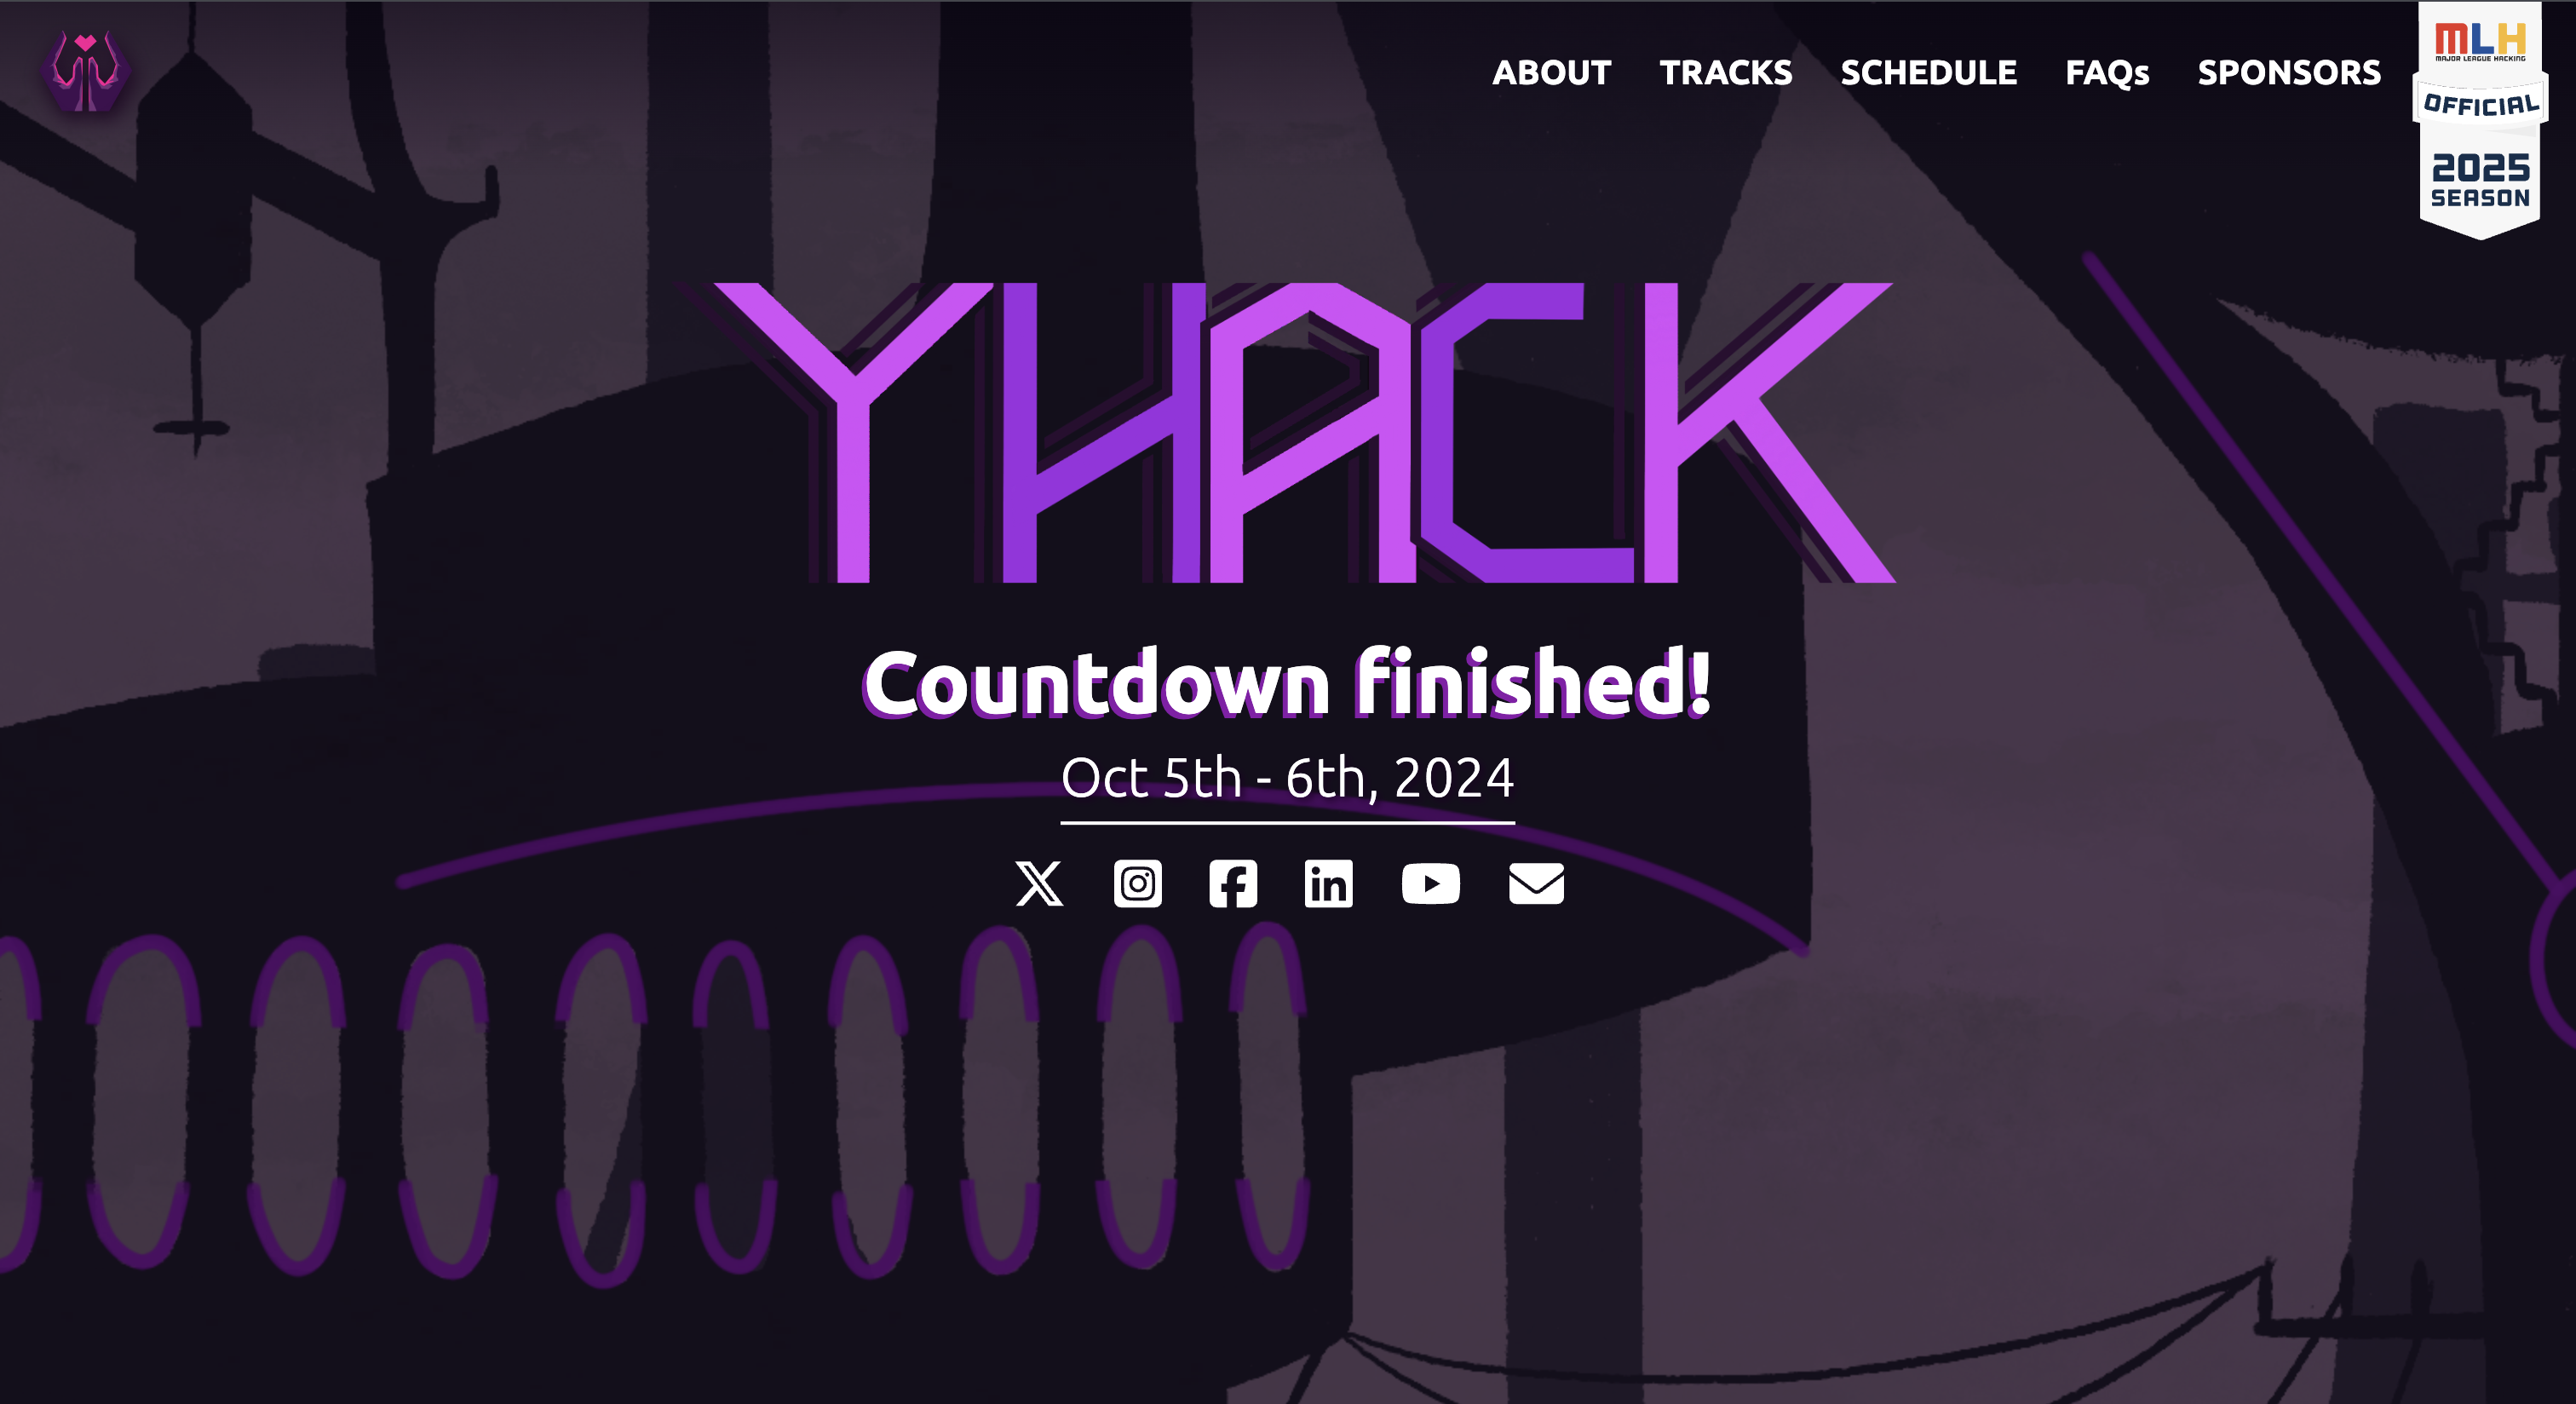 ABOUT TRACKS SCHEDULE FAQs SPONSORS
MLH
MAJOR LEAGUE HACKING
OFFICIAL
2025
SEASON
YHACK
Countdown finished!
Oct 5th - 6th, 2024